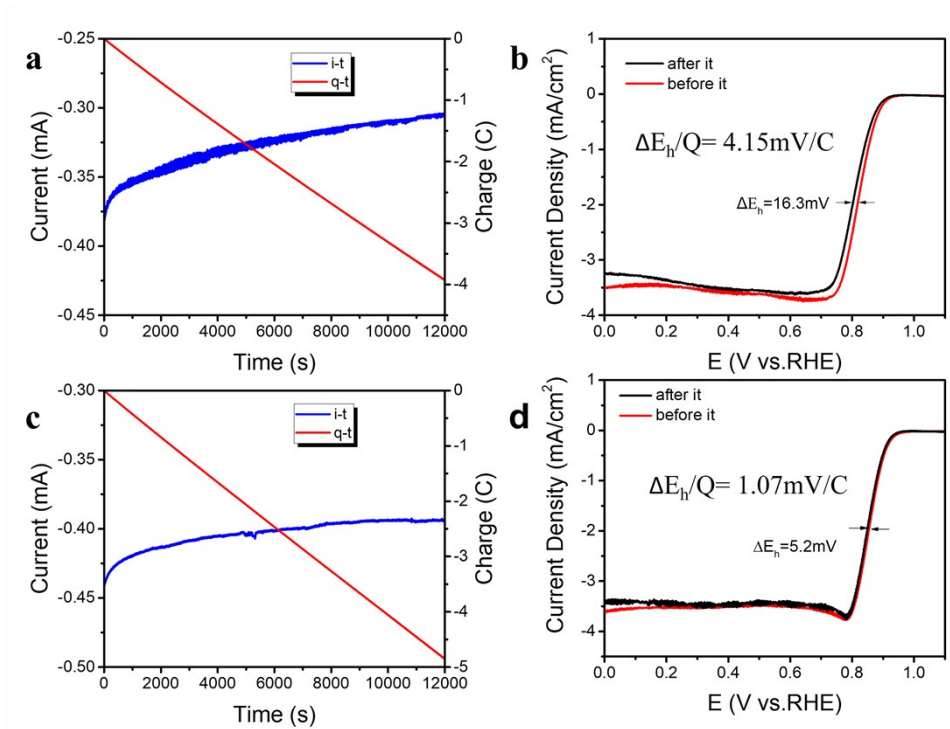 a
i-t
q-t
-0.25
-0.30
-0.35
-0.40
-0.45
Current (mA)
0
-1
-2
-3
-4
Charge (C)
0 2000 4000 6000 8000 10000 12000
Time (s)
b
after it
before it
ΔEh/Q= 4.15mV/C
ΔEh=16.3mV
1
0
-1
-2
-3
-4
Current Density (mA/cm²)
0.0 0.2 0.4 0.6 0.8 1.0
E (V vs.RHE)
c
i-t
q-t
-0.30
-0.35
-0.40
-0.45
-0.50
Current (mA)
0
-1
-2
-3
-4
-5
Charge (C)
0 2000 4000 6000 8000 10000 12000
Time (s)
d
after it
before it
ΔEh/Q= 1.07mV/C
ΔEh=5.2mV
1
0
-1
-2
-3
-4
Current Density (mA/cm²)
0.0 0.2 0.4 0.6 0.8 1.0
E (V vs.RHE)